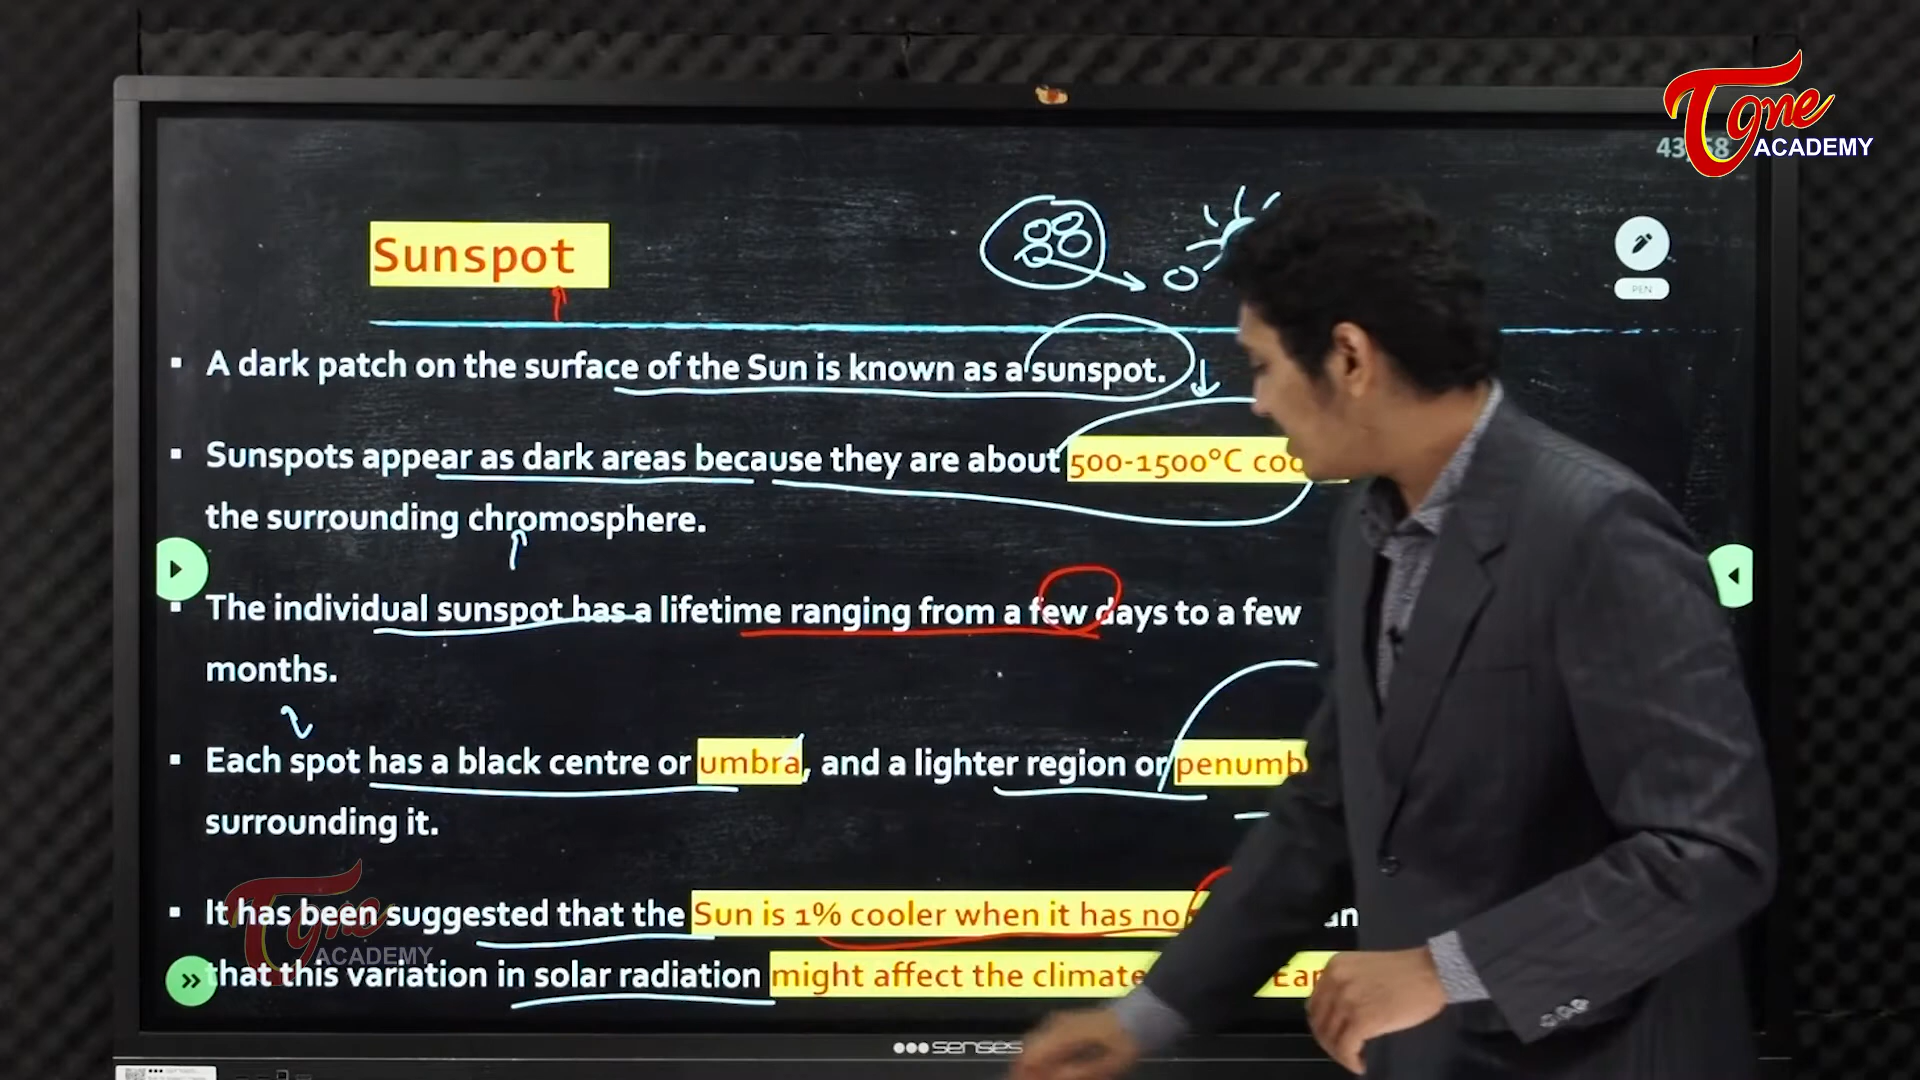 Tone
ACADEMY
43/58
Sunspot
PEN
▪ A dark patch on the surface of the Sun is known as a sunspot.
▪ Sunspots appear as dark areas because they are about 500-1500°C
the surrounding chromosphere.
▪ The individual sunspot has a lifetime ranging from a few days to a few
months.
▪ Each spot has a black centre or umbra, and a lighter region or penumb
surrounding it.
▪ It has been suggested that the Sun is 1% cooler when it has no
that this variation in solar radiation might affect the climate
Tone
ACADEMY
senses